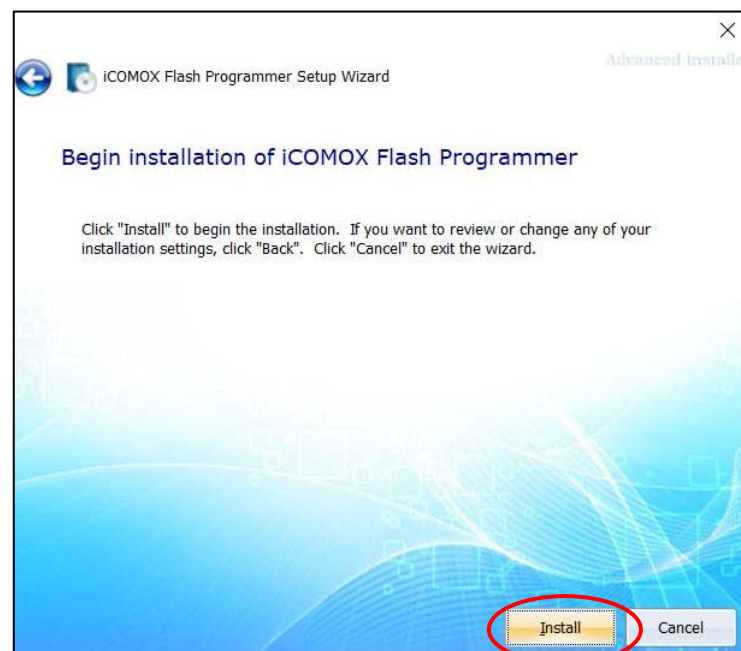 Advanced Installe
iCOMOX Flash Programmer Setup Wizard
Begin installation of iCOMOX Flash Programmer
Click "Install" to begin the installation.  If you want to review or change any of your
installation settings, click "Back".  Click "Cancel" to exit the wizard.
Install
Cancel